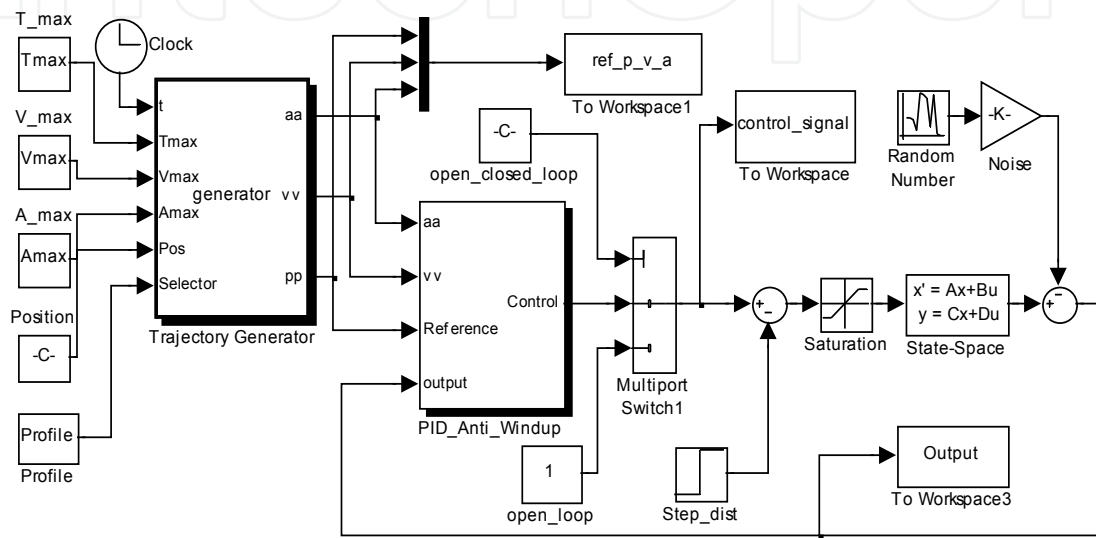 T_max
Tmax
Clock
V_max
Vmax
A_max
Amax
Position
-C-
Profile
Profile
t
Tmax
Vmax
generator
Amax
Pos
Selector
aa
vv
pp
Trajectory Generator
ref_p_v_a
To Workspace1
-C-
open_closed_loop
aa
vv
Reference
output
Control
PID_Anti_Windup
1
open_loop
Multiport
Switch1
control_signal
To Workspace
Random
Number
-K-
Noise
+
−
Saturation
x' = Ax+Bu
y = Cx+Du
State-Space
+
−
Step_dist
Output
To Workspace3